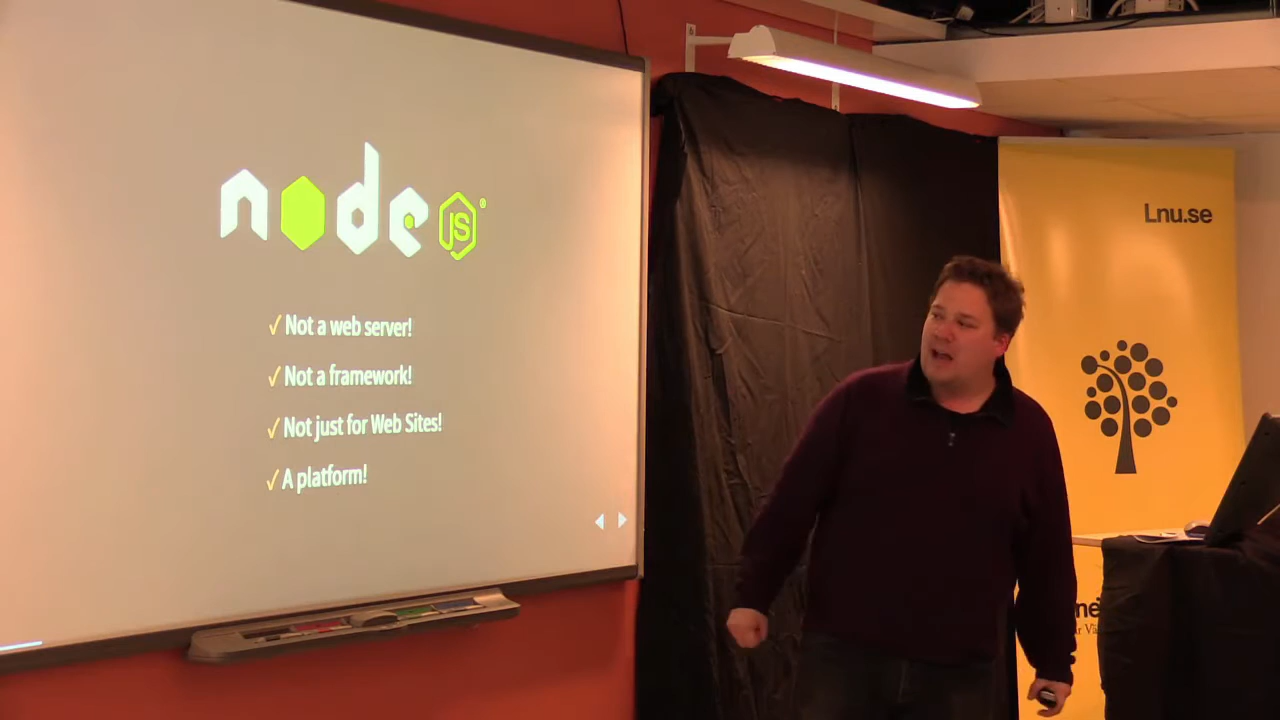 node JS
Not a web server!
Not a framework!
Not just for Web Sites!
A platform!
Lnu.se